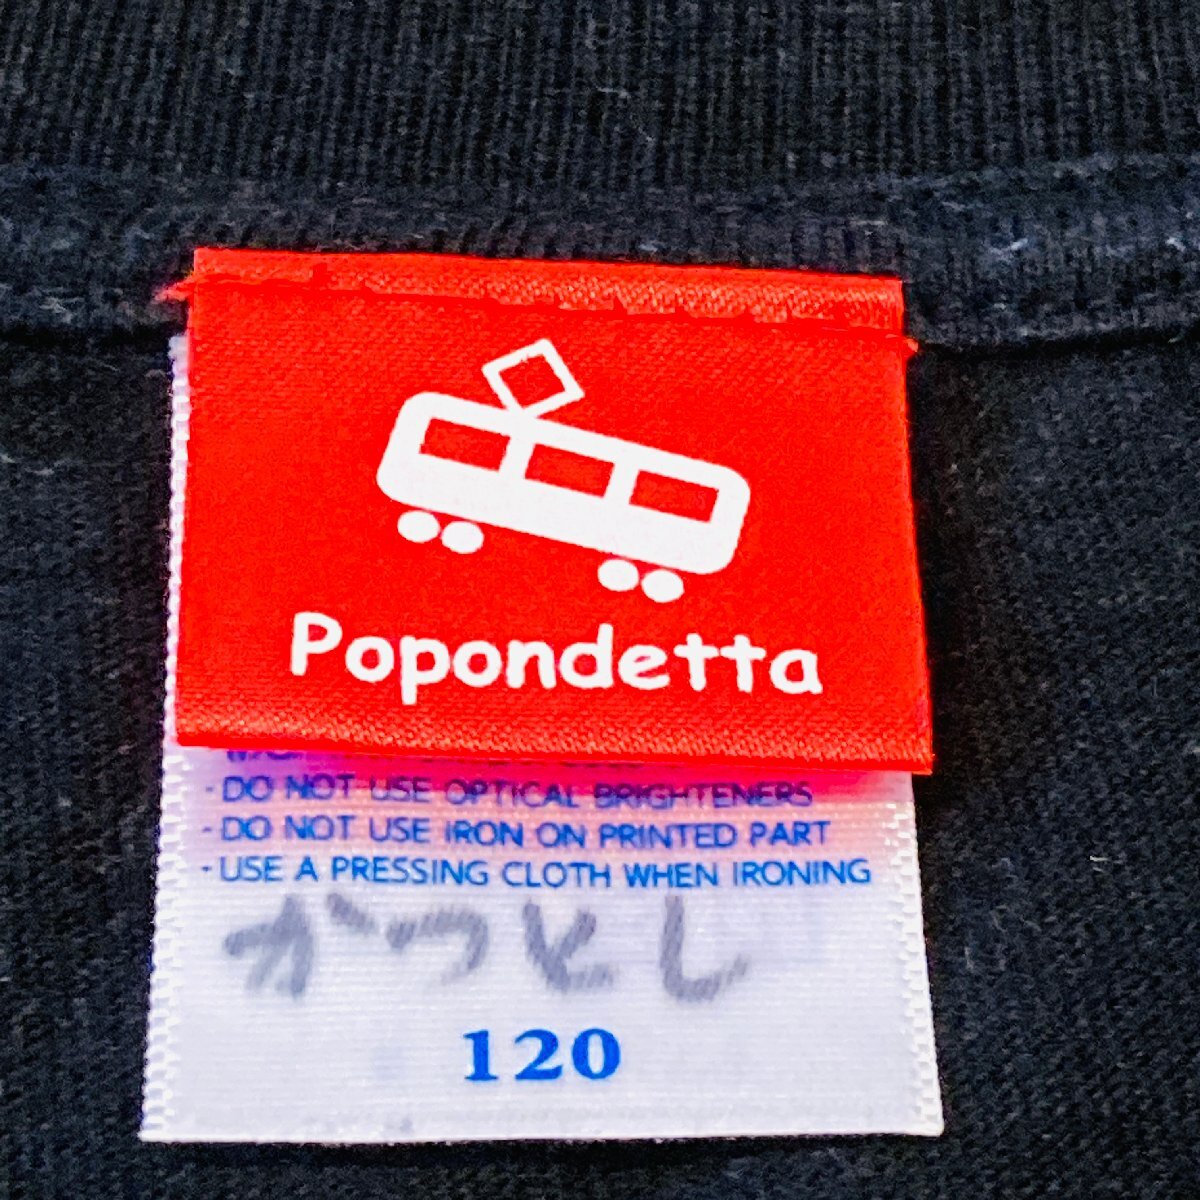 Popondetta
- DO NOT USE OPTICAL BRIGHTENERS
- DO NOT USE IRON ON PRINTED PART
- USE A PRESSING CLOTH WHEN IRONING
かつとし
120